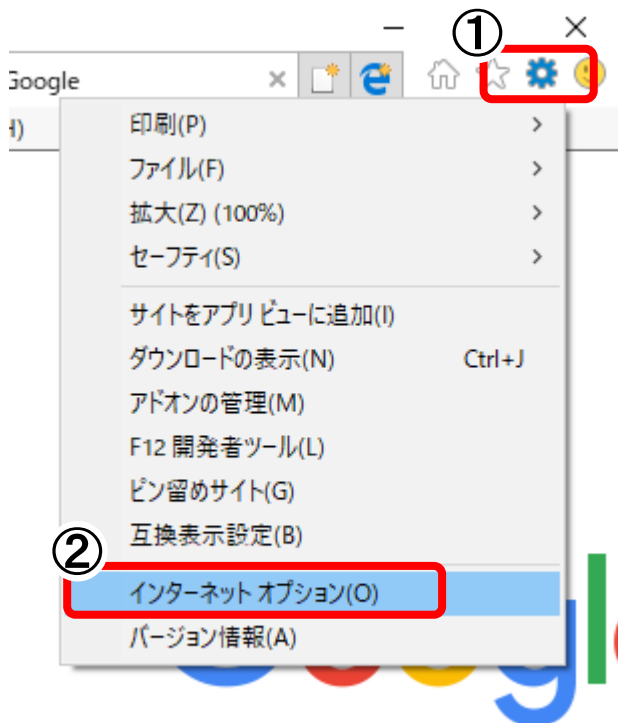 ①
Google
H)
印刷(P)
ファイル(F)
拡大(Z) (100%)
セーフティ(S)
サイトをアプリ ビューに追加(I)
ダウンロードの表示(N) Ctrl+J
アドオンの管理(M)
F12 開発者ツール(L)
ピン留めサイト(G)
互換表示設定(B)
②
インターネット オプション(O)
バージョン情報(A)
Google